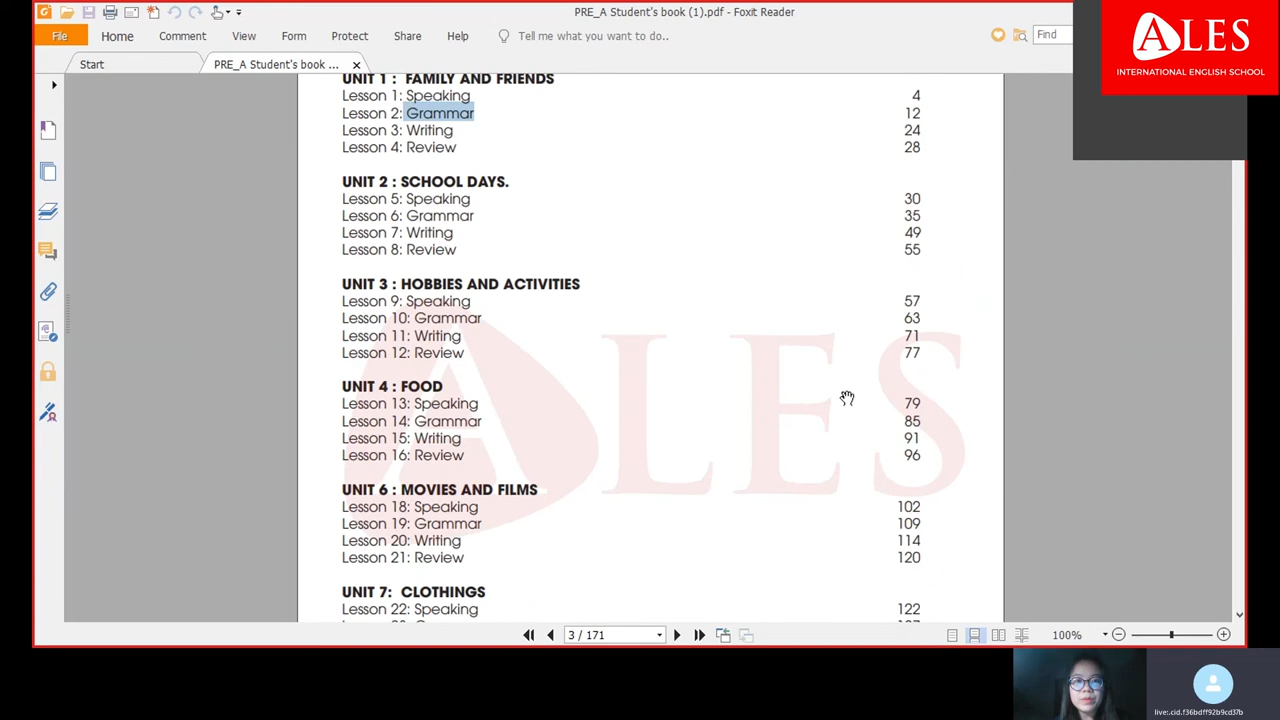 PRE_A Student's book (1).pdf - Foxit Reader
File Home Comment View Form Protect Share Help Tell me what you want to do.. Find
Start PRE_A Student's book ...
ALES
INTERNATIONAL ENGLISH SCHOOL
UNIT 1 : FAMILY AND FRIENDS
Lesson 1: Speaking 4
Lesson 2: Grammar 12
Lesson 3: Writing 24
Lesson 4: Review 28
UNIT 2 : SCHOOL DAYS.
Lesson 5: Speaking 30
Lesson 6: Grammar 35
Lesson 7: Writing 49
Lesson 8: Review 55
UNIT 3 : HOBBIES AND ACTIVITIES
Lesson 9: Speaking 57
Lesson 10: Grammar 63
Lesson 11: Writing 71
Lesson 12: Review 77
UNIT 4 : FOOD
Lesson 13: Speaking 79
Lesson 14: Grammar 85
Lesson 15: Writing 91
Lesson 16: Review 96
UNIT 6 : MOVIES AND FILMS
Lesson 18: Speaking 102
Lesson 19: Grammar 109
Lesson 20: Writing 114
Lesson 21: Review 120
UNIT 7: CLOTHINGS
Lesson 22: Speaking 122
ALES
3 / 171 100%
live:.cid.f36bdff92b9cd37b